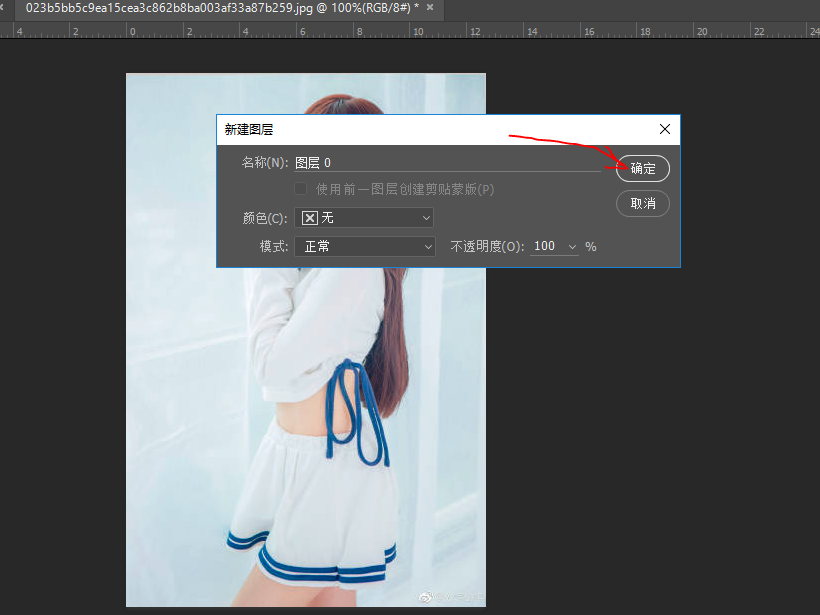 023b5bb5c9ea15cea3c862b8ba003af33a87b259.jpg @ 100%(RGB/8#) *
4 2 0 2 4 6 8 10 12 14 16 18 20 22 24
新建图层
名称(N): 图层 0
确定
使用前一图层创建剪贴蒙版(P)
取消
颜色(C): 无
模式: 正常 不透明度(O): 100 %